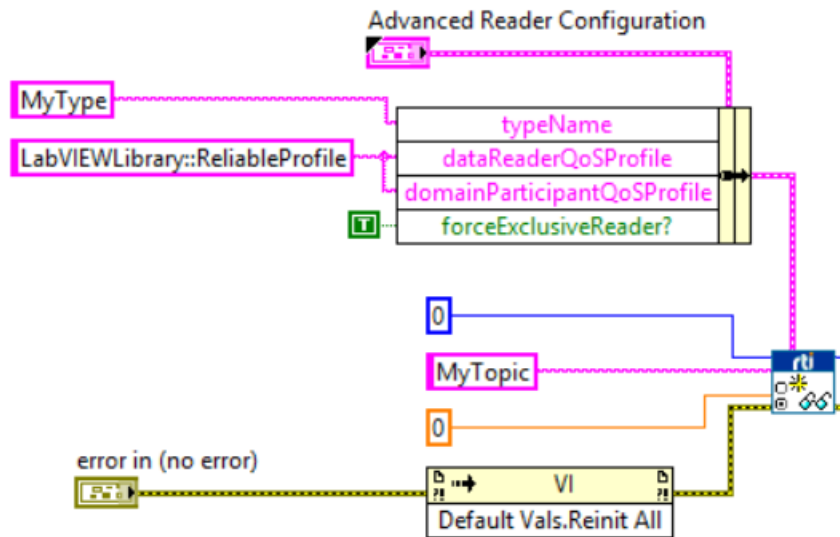 Advanced Reader Configuration
MyType
typeName
LabVIEWLibrary::ReliableProfile
dataReaderQoSProfile
domainParticipantQoSProfile
T
forceExclusiveReader?
0
rti
MyTopic
0
error in (no error)
VI
Default Vals.Reinit All